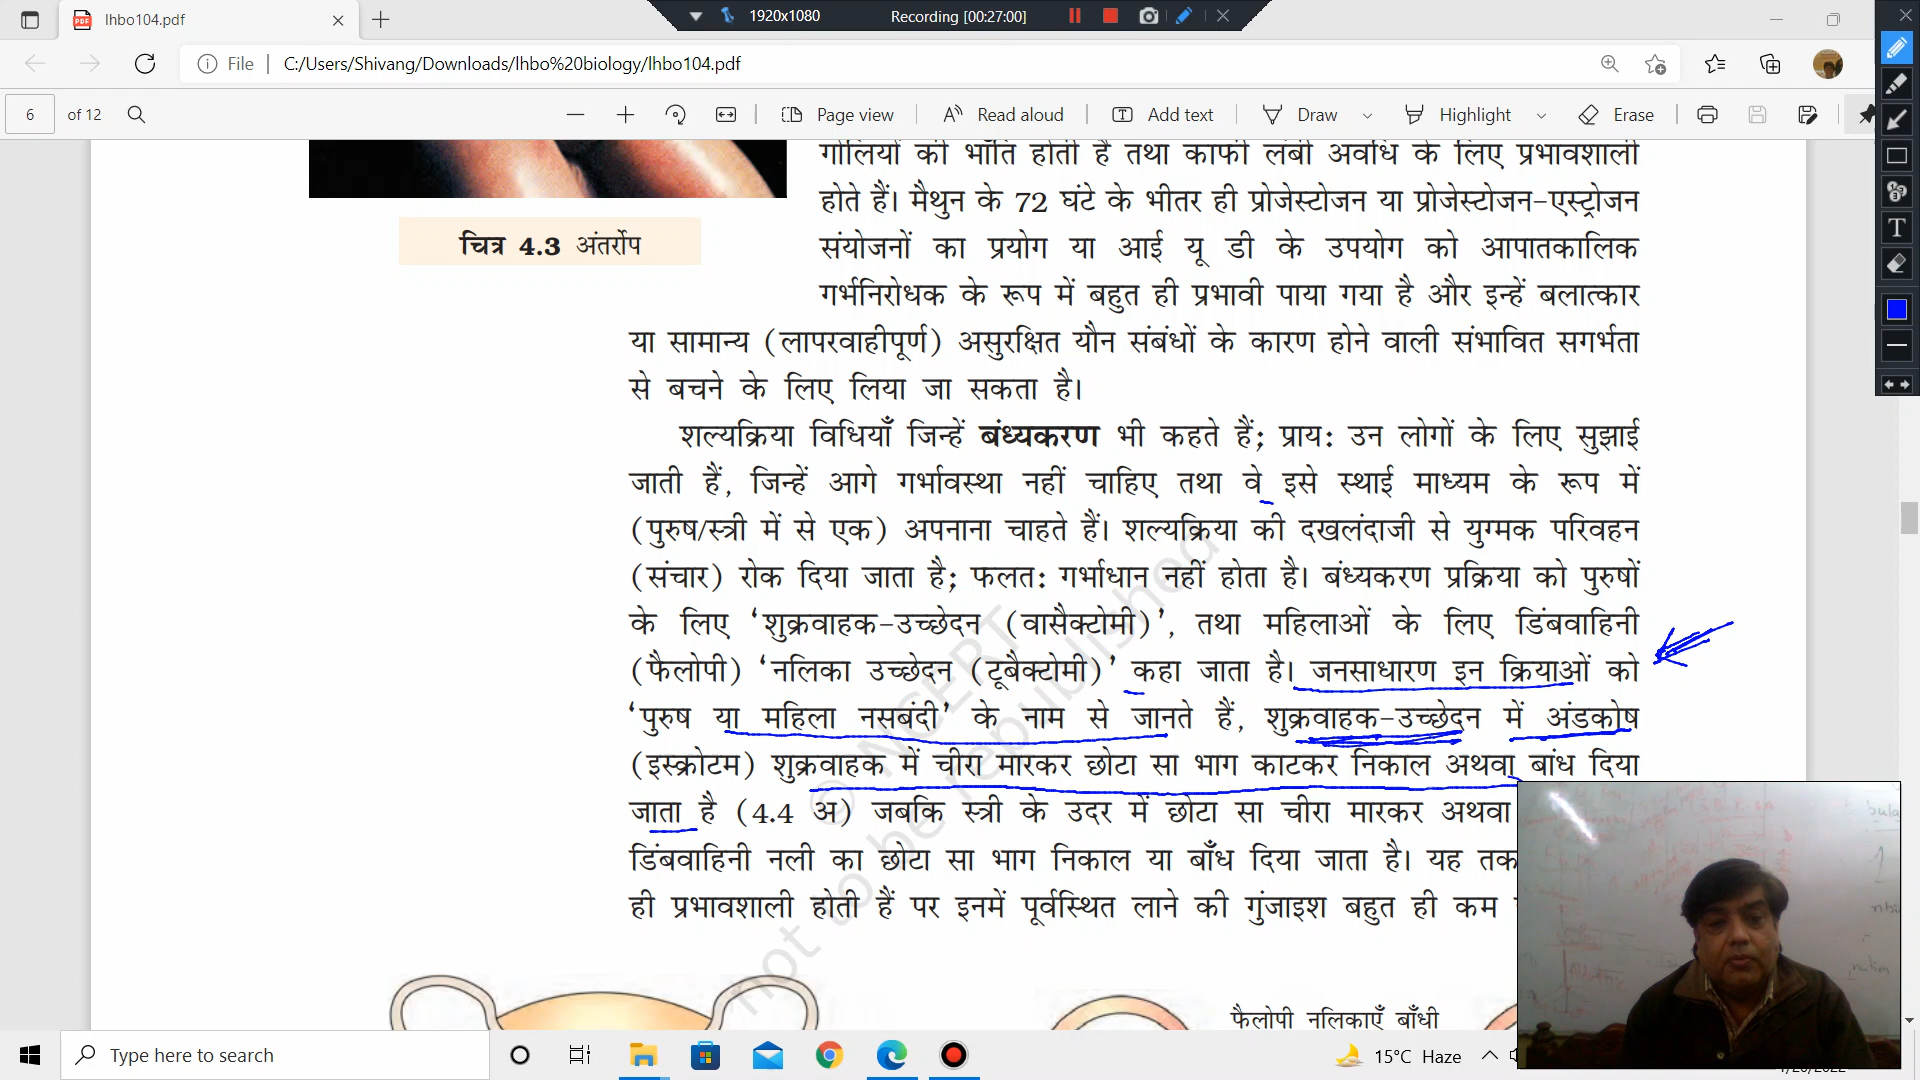 lhbo104.pdf
1920x1080
Recording [00:27:00]
File
C:/Users/Shivang/Downloads/lhbo%20biology/lhbo104.pdf
6 of 12
Page view
Read aloud
Add text
Draw
Highlight
Erase
गोलियों की भाँति होती हैं तथा काफी लंबी अवधि के लिए प्रभावशाली
होते हैं। मैथुन के 72 घंटे के भीतर ही प्रोजेस्टोजन या प्रोजेस्टोजन-एस्ट्रोजन
चित्र 4.3 अंतर्रोप
संयोजनों का प्रयोग या आई यू डी के उपयोग को आपातकालिक
गर्भनिरोधक के रूप में बहुत ही प्रभावी पाया गया है और इन्हें बलात्कार
या सामान्य (लापरवाहीपूर्ण) असुरक्षित यौन संबंधों के कारण होने वाली संभावित सगर्भता
से बचने के लिए लिया जा सकता है।
शल्यक्रिया विधियाँ जिन्हें बंध्यकरण भी कहते हैं; प्राय: उन लोगों के लिए सुझाई
जाती हैं, जिन्हें आगे गर्भावस्था नहीं चाहिए तथा वे इसे स्थाई माध्यम के रूप में
(पुरुष/स्त्री में से एक) अपनाना चाहते हैं। शल्यक्रिया की दखलंदाजी से युग्मक परिवहन
(संचार) रोक दिया जाता है; फलत: गर्भाधान नहीं होता है। बंध्यकरण प्रक्रिया को पुरुषों
के लिए ‘शुक्रवाहक-उच्छेदन (वासैक्टोमी)’, तथा महिलाओं के लिए डिंबवाहिनी
(फैलोपी) ‘नलिका उच्छेदन (टूबैक्टोमी)’ कहा जाता है। जनसाधारण इन क्रियाओं को
‘पुरुष या महिला नसबंदी’ के नाम से जानते हैं, शुक्रवाहक-उच्छेदन में अंडकोष
(इस्क्रोटम) शुक्रवाहक में चीरा मारकर छोटा सा भाग काटकर निकाल अथवा बांध दिया
जाता है (4.4 अ) जबकि स्त्री के उदर में छोटा सा चीरा मारकर अथवा
डिंबवाहिनी नली का छोटा सा भाग निकाल या बाँध दिया जाता है। यह
ही प्रभावशाली होती हैं पर इनमें पूर्वस्थित लाने की गुंजाइश बहुत ही कम
© NCERT
not to be republished
फैलोपी नलिकाएँ बाँधी
Type here to search
15°C Haze